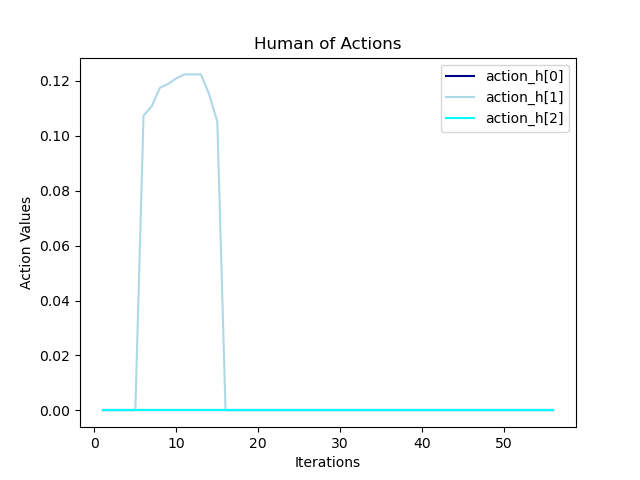 Human of Actions
action_h[0]
action_h[1]
action_h[2]
Action Values
0.12
0.10
0.08
0.06
0.04
0.02
0.00
0 10 20 30 40 50
Iterations